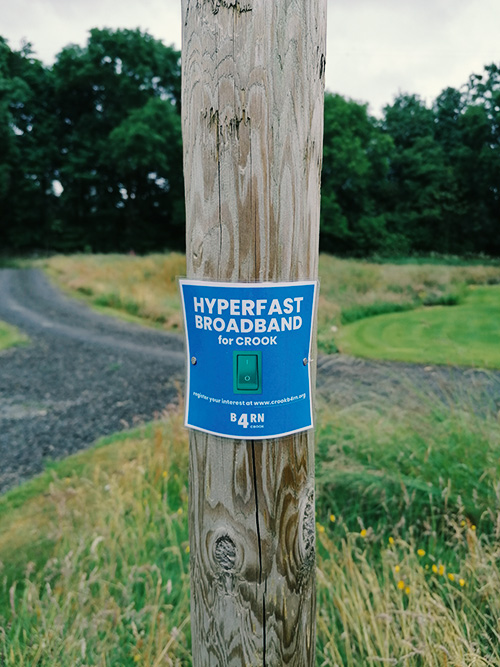 HYPERFAST
BROADBAND
for CROOK
register your interest at www.crookb4rn.org
B4RN
CROOK